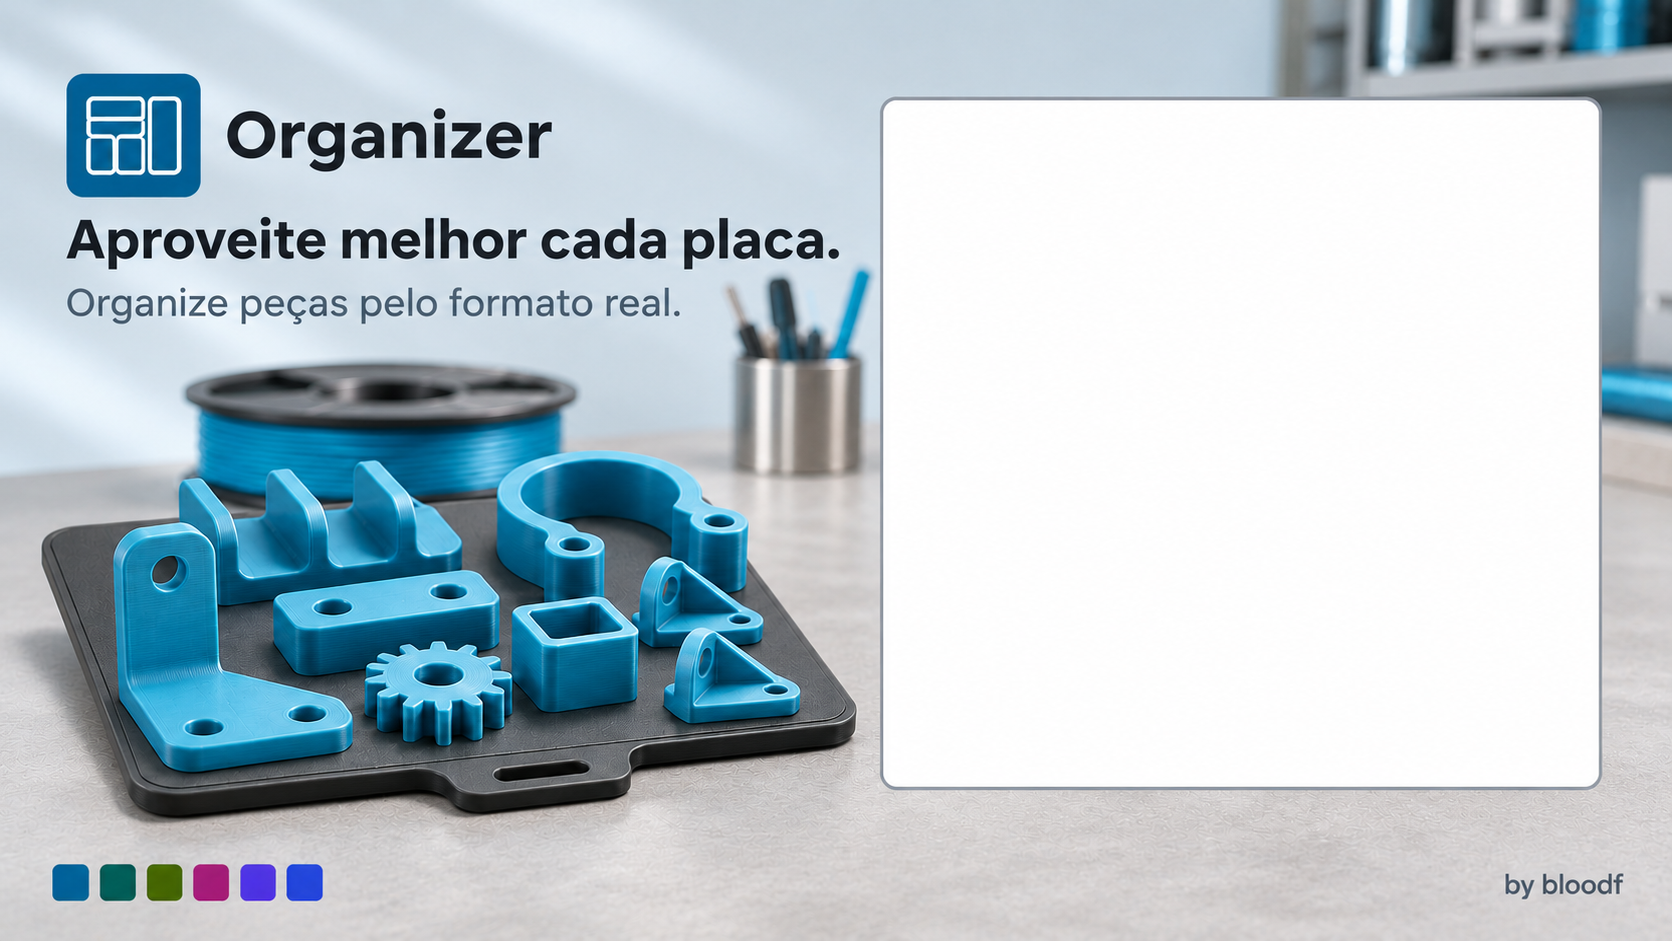 Organizer
Aproveite melhor cada placa.
Organize peças pelo formato real.
by bloodf